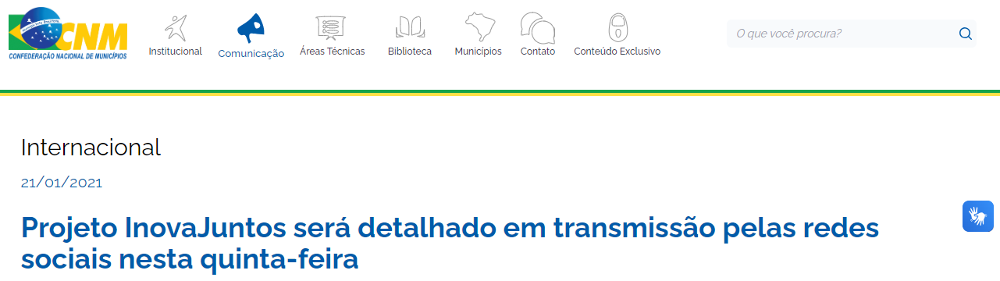 CNM
CONFEDERAÇÃO NACIONAL DE MUNICÍPIOS
Institucional
Comunicação
Áreas Técnicas
Biblioteca
Municípios
Contato
Conteúdo Exclusivo
O que você procura?
Internacional
21/01/2021
Projeto InovaJuntos será detalhado em transmissão pelas redes
sociais nesta quinta-feira